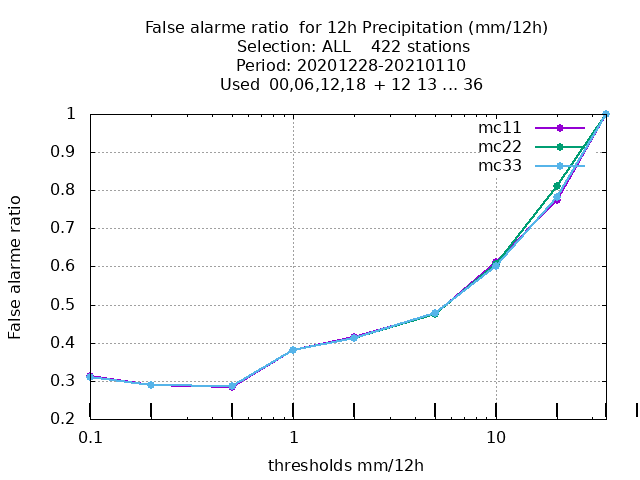 False alarme ratio  for 12h Precipitation (mm/12h)
Selection: ALL    422 stations
Period: 20201228-20210110
Used  00,06,12,18  + 12 13 ... 36
mc11
mc22
mc33
False alarme ratio
1
0.9
0.8
0.7
0.6
0.5
0.4
0.3
0.2
0.1
1
10
thresholds mm/12h